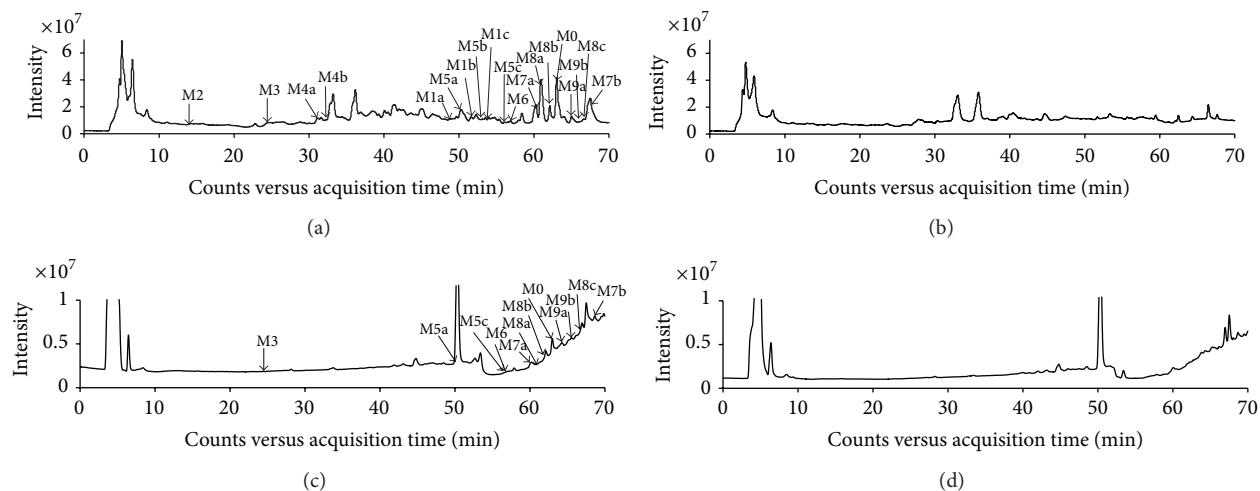 ×10⁷
Intensity
6
4
2
0
M2
M3
M4a
M4b
M1a
M5a
M1b
M5b
M1c
M5c
M7a
M6
M8a
M8b
M0
M9b
M9a
M8c
M7b
0 10 20 30 40 50 60 70
Counts versus acquisition time (min)
(a)
×10⁷
Intensity
6
4
2
0
0 10 20 30 40 50 60 70
Counts versus acquisition time (min)
(b)
×10⁷
Intensity
1
0.5
0
M3
M5a
M5c
M6
M7a
M8a
M8b
M0
M9a
M9b
M8c
M7b
0 10 20 30 40 50 60 70
Counts versus acquisition time (min)
(c)
×10⁷
Intensity
1
0.5
0
0 10 20 30 40 50 60 70
Counts versus acquisition time (min)
(d)